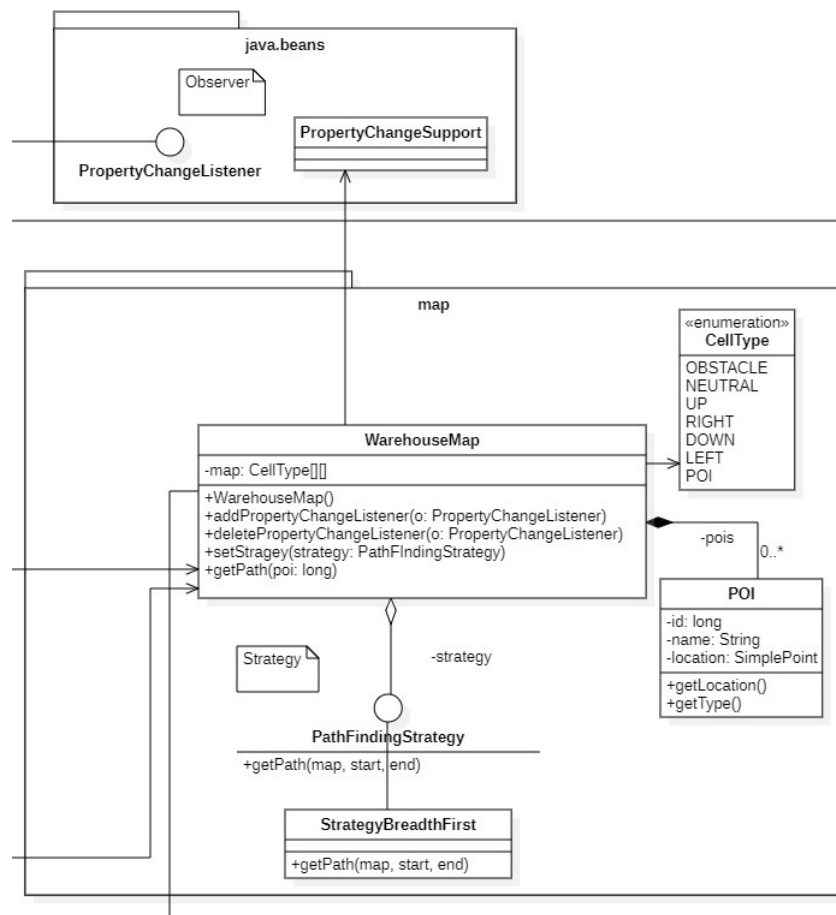 java.beans
Observer
PropertyChangeSupport
PropertyChangeListener
map
«enumeration»
CellType
OBSTACLE
NEUTRAL
UP
RIGHT
DOWN
LEFT
POI
WarehouseMap
-map: CellType[][]
+WarehouseMap()
+addPropertyChangeListener(o: PropertyChangeListener)
+deletePropertyChangeListener(o: PropertyChangeListener)
+setStragey(strategy: PathFIndingStrategy)
+getPath(poi: long)
-pois
0..*
POI
-id: long
-name: String
-location: SimplePoint
+getLocation()
+getType()
Strategy
-strategy
PathFindingStrategy
+getPath(map, start, end)
StrategyBreadthFirst
+getPath(map, start, end)